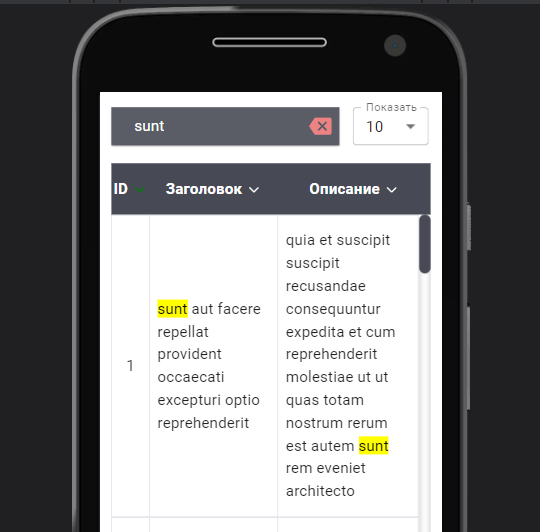 Показать
sunt
10
ID Заголовок Описание
1
sunt aut facere
repellat
provident
occaecati
excepturi optio
reprehenderit
quia et suscipit
suscipit
recusandae
consequuntur
expedita et cum
reprehenderit
molestiae ut ut
quas totam
nostrum rerum
est autem sunt
rem eveniet
architecto